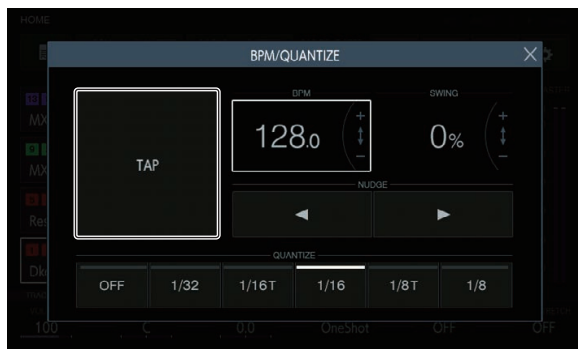 HOME
BPM/QUANTIZE
BPM
SWING
TAP
128.0
+
−
0%
+
−
NUDGE
QUANTIZE
OFF
1/32
1/16T
1/16
1/8T
1/8
MX
MX
Res
100
C
0.0
OneShot
OFF
OFF